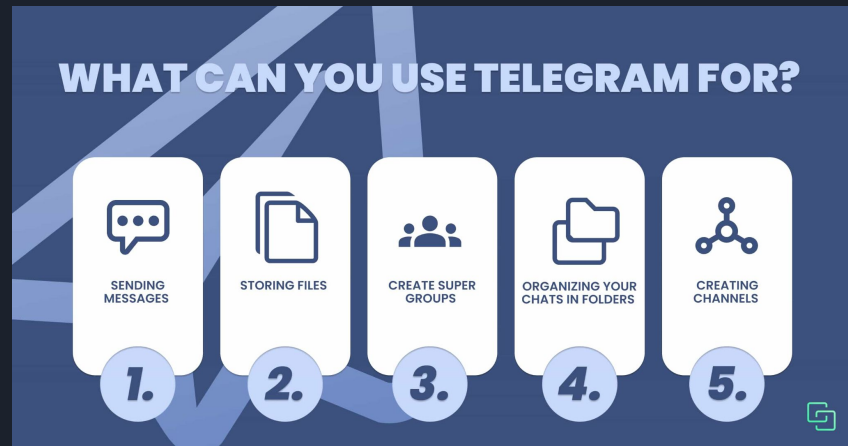 WHAT CAN YOU USE TELEGRAM FOR?
SENDING
MESSAGES
1.
STORING FILES
2.
CREATE SUPER
GROUPS
3.
ORGANIZING YOUR
CHATS IN FOLDERS
4.
CREATING
CHANNELS
5.